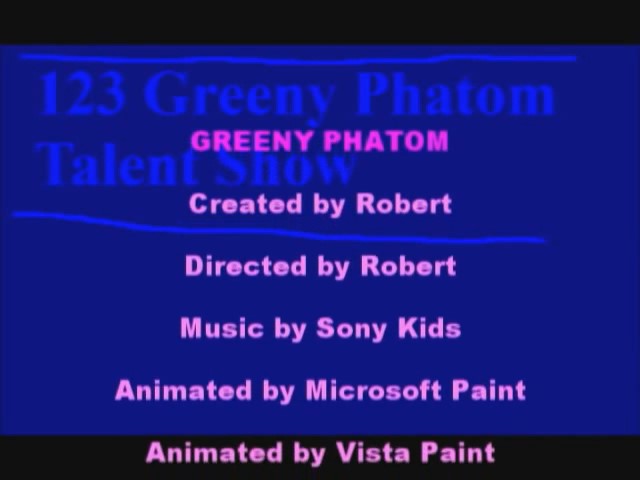 123 Greeny Phatom
Talent Show
GREENY PHATOM
Created by Robert
Directed by Robert
Music by Sony Kids
Animated by Microsoft Paint
Animated by Vista Paint